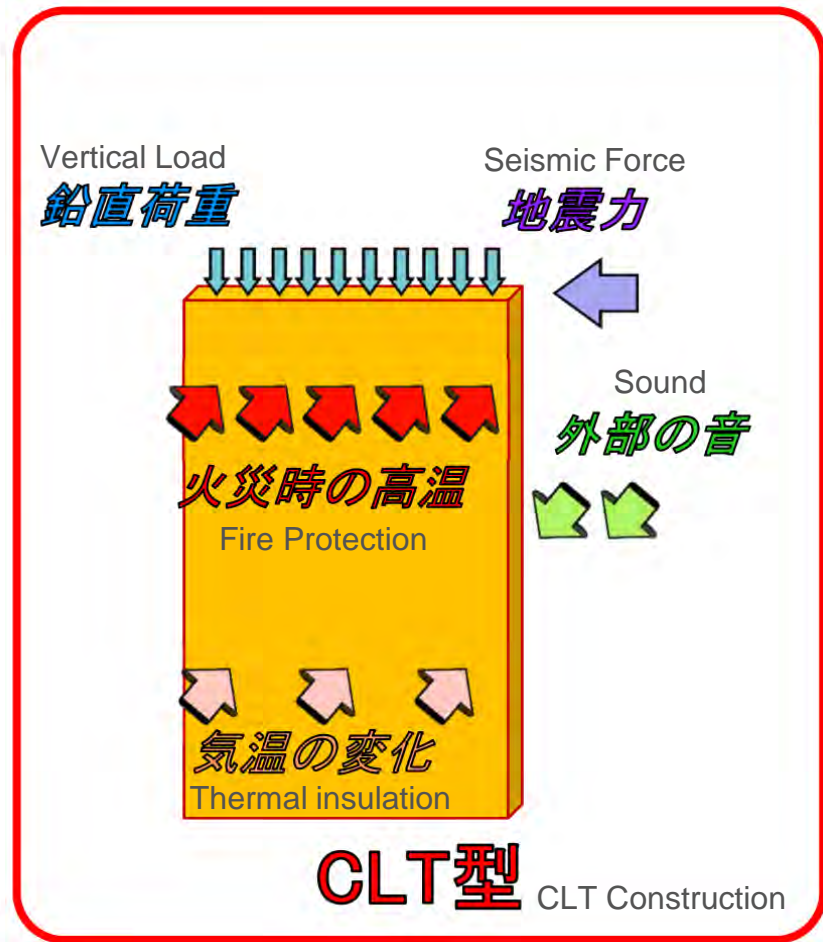 Vertical Load
鉛直荷重
Seismic Force
地震力
Sound
外部の音
火災時の高温
Fire Protection
気温の変化
Thermal insulation
CLT型 CLT Construction